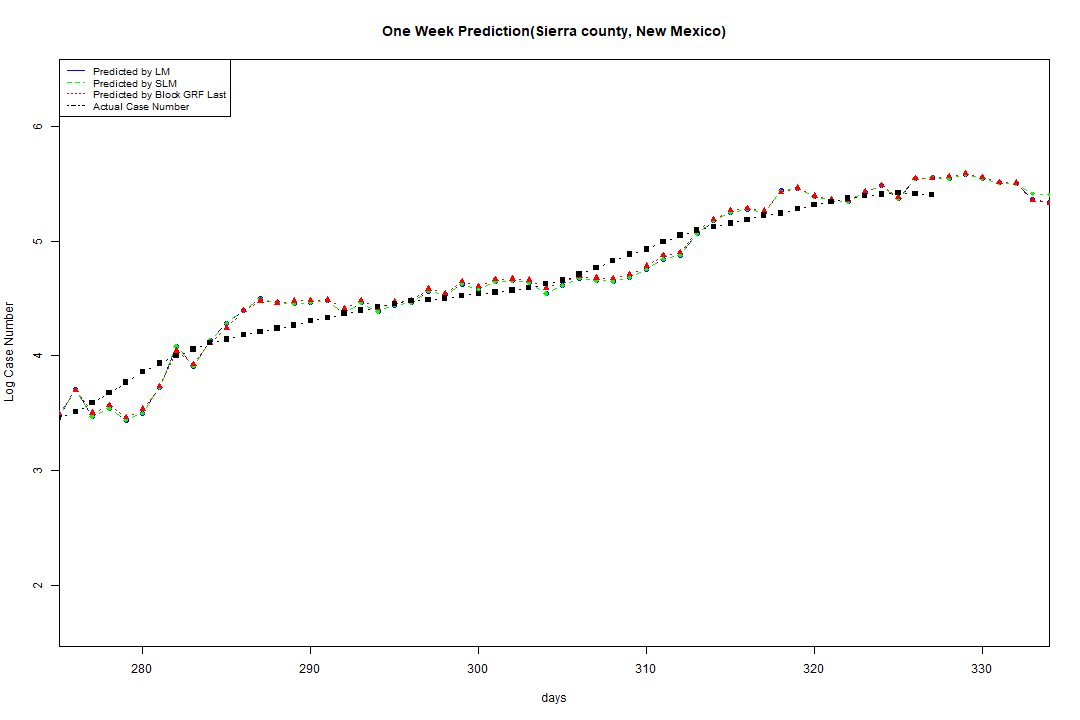 One Week Prediction(Sierra county, New Mexico)
Predicted by LM
Predicted by SLM
Predicted by Block GRF Last
Actual Case Number
Log Case Number
6
5
4
3
2
280 290 300 310 320 330
days